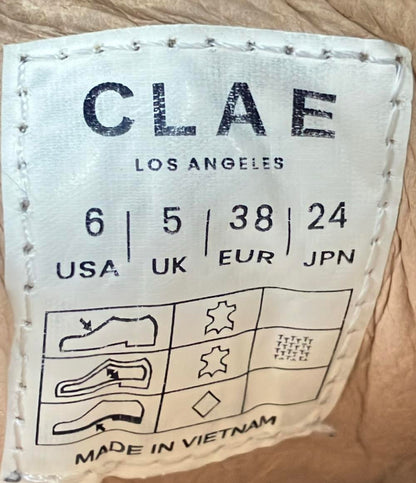 CLAE
LOS ANGELES
6 | 5 | 38 | 24
USA | UK | EUR | JPN
MADE IN VIETNAM